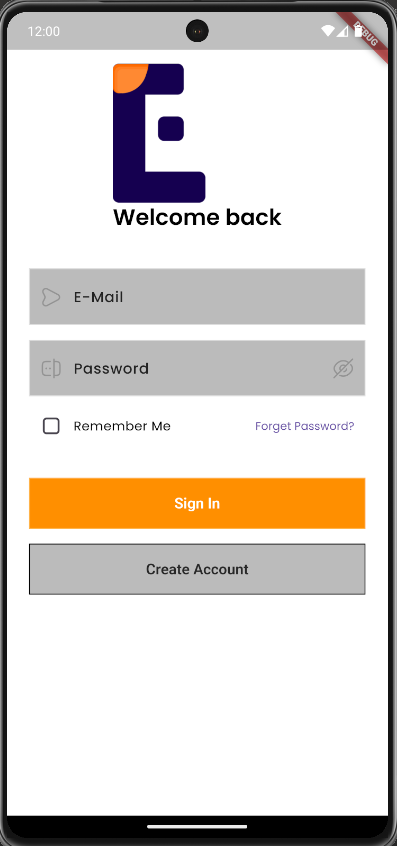 12:00
DEBUG
Welcome back
E-Mail
Password
Remember Me
Forget Password?
Sign In
Create Account